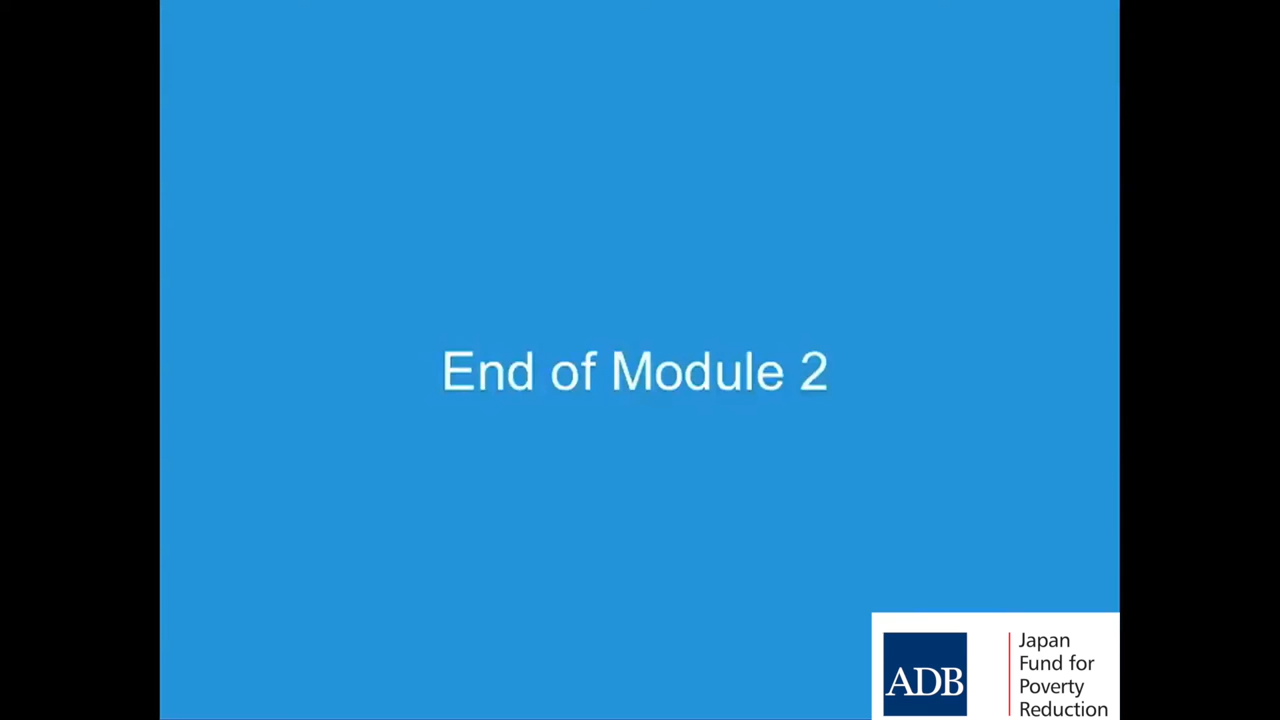 End of Module 2
ADB
Japan
Fund for
Poverty
Reduction